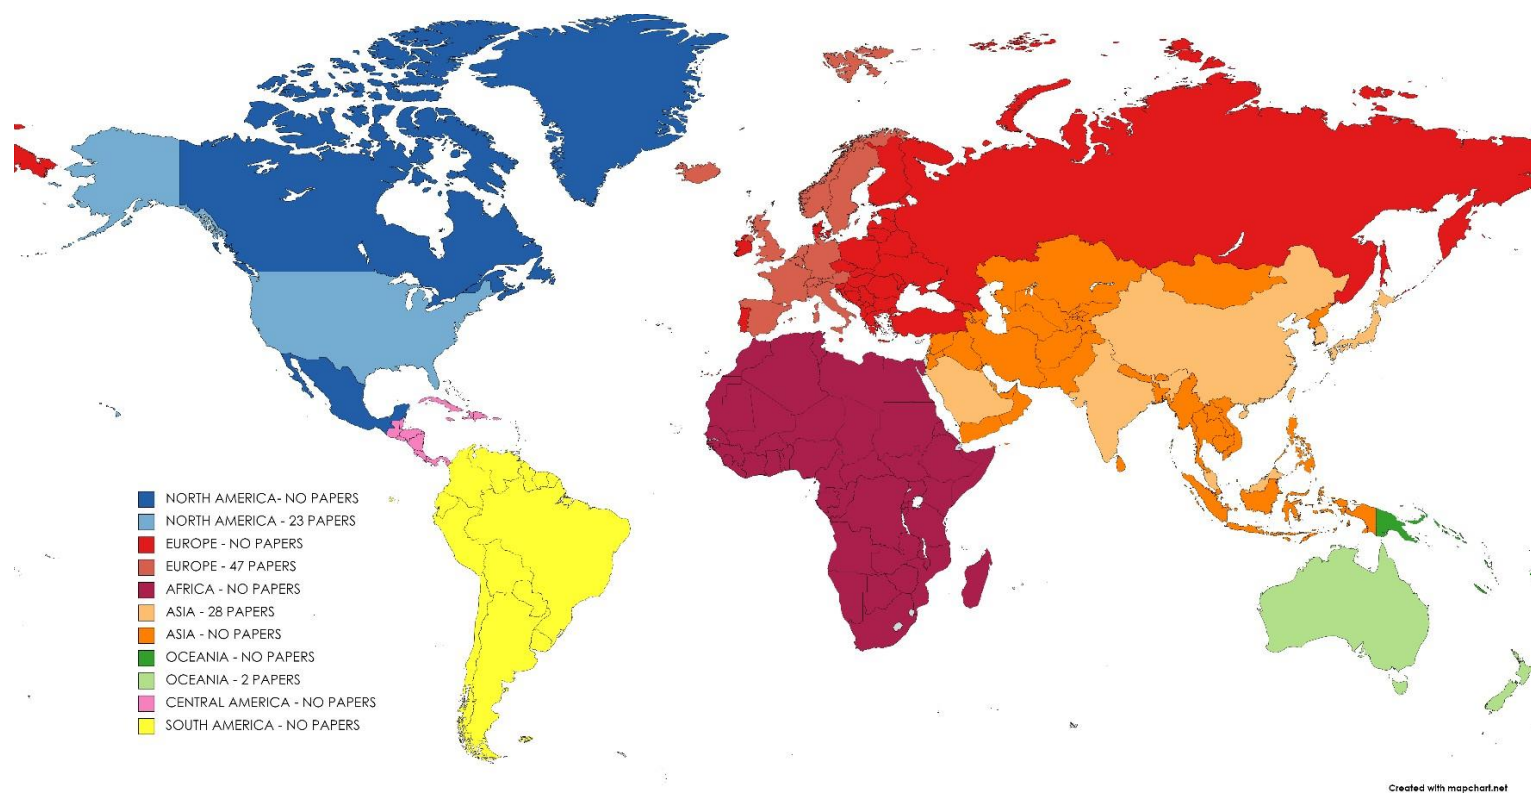 NORTH AMERICA- NO PAPERS
NORTH AMERICA - 23 PAPERS
EUROPE - NO PAPERS
EUROPE - 47 PAPERS
AFRICA - NO PAPERS
ASIA - 28 PAPERS
ASIA - NO PAPERS
OCEANIA - NO PAPERS
OCEANIA - 2 PAPERS
CENTRAL AMERICA - NO PAPERS
SOUTH AMERICA - NO PAPERS
Created with mapchart.net